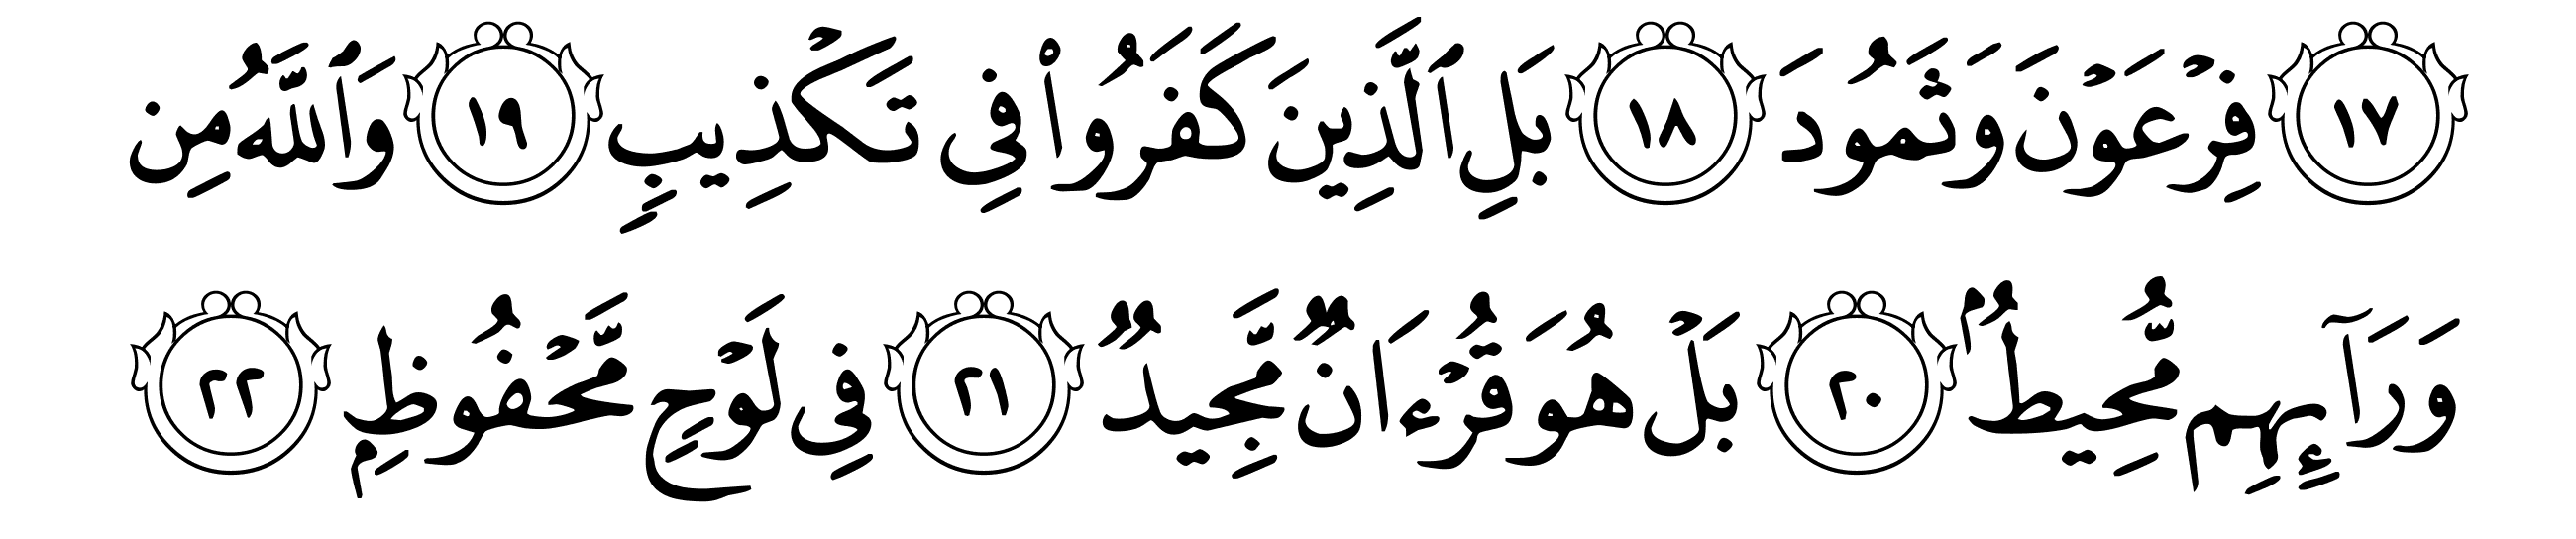 ١٧ فِرْعَوْنَ وَثَمُودَ ١٨ بَلِ ٱلَّذِينَ كَفَرُوا۟ فِى تَكْذِيبٍ ١٩ وَٱللَّهُ مِن
وَرَآئِهِم مُّحِيطٌۢ ٢٠ بَلْ هُوَ قُرْءَانٌ مَّجِيدٌ ٢١ فِى لَوْحٍ مَّحْفُوظٍۭ ٢٢